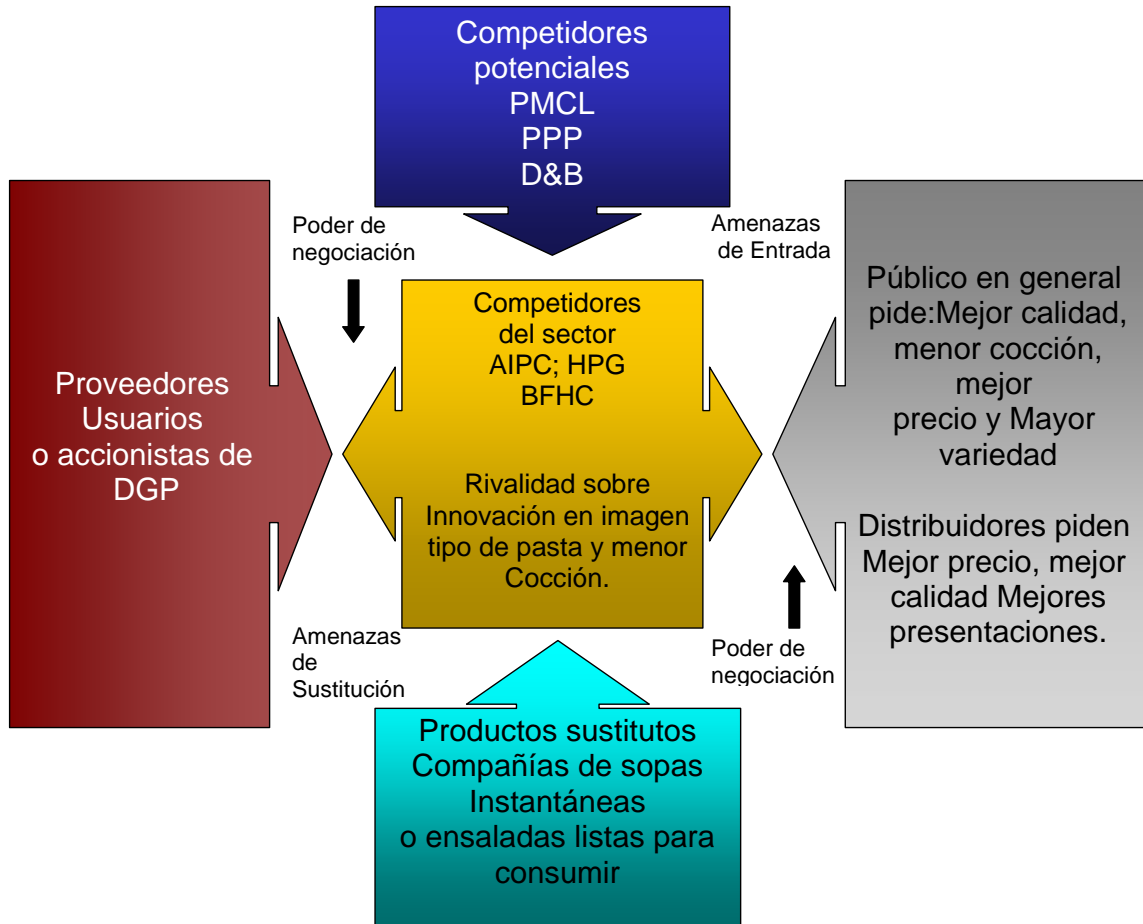 Competidores
potenciales
PMCL
PPP
D&B
Poder de
negociación
Amenazas
de Entrada
Proveedores
Usuarios
o accionistas de
DGP
Competidores
del sector
AIPC; HPG
BFHC
Rivalidad sobre
Innovación en imagen
tipo de pasta y menor
Cocción.
Público en general
pide:Mejor calidad,
menor cocción,
mejor
precio y Mayor
variedad
Distribuidores piden
Mejor precio, mejor
calidad Mejores
presentaciones.
Amenazas
de
Sustitución
Poder de
negociación
Productos sustitutos
Compañías de sopas
Instantáneas
o ensaladas listas para
consumir